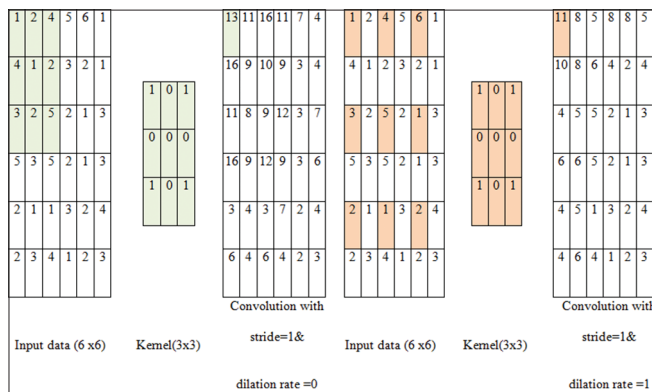 1 2 4 5 6 1 13 11 16 11 7 4 1 2 4 5 6 1 11 8 5 8 8 5
4 1 2 3 2 1 16 9 10 9 3 4 4 1 2 3 2 1 10 8 6 4 2 4
1 0 1 1 0 1
3 2 5 2 1 3 11 8 9 12 3 7 3 2 5 2 1 3 4 5 5 2 1 3
0 0 0 0 0 0
5 3 5 2 1 3 16 9 12 9 3 6 5 3 5 2 1 3 6 6 5 2 1 3
1 0 1 1 0 1
2 1 1 3 2 4 3 4 3 7 2 4 2 1 1 3 2 4 4 5 1 3 2 4
2 3 4 1 2 3 6 4 6 4 2 3 2 3 4 1 2 3 4 6 4 1 2 3
Input data (6 x6)
Kernel(3x3)
Convolution with
stride=1&
dilation rate =0
Input data (6 x6)
Kernel(3x3)
Convolution with
stride=1&
dilation rate =1